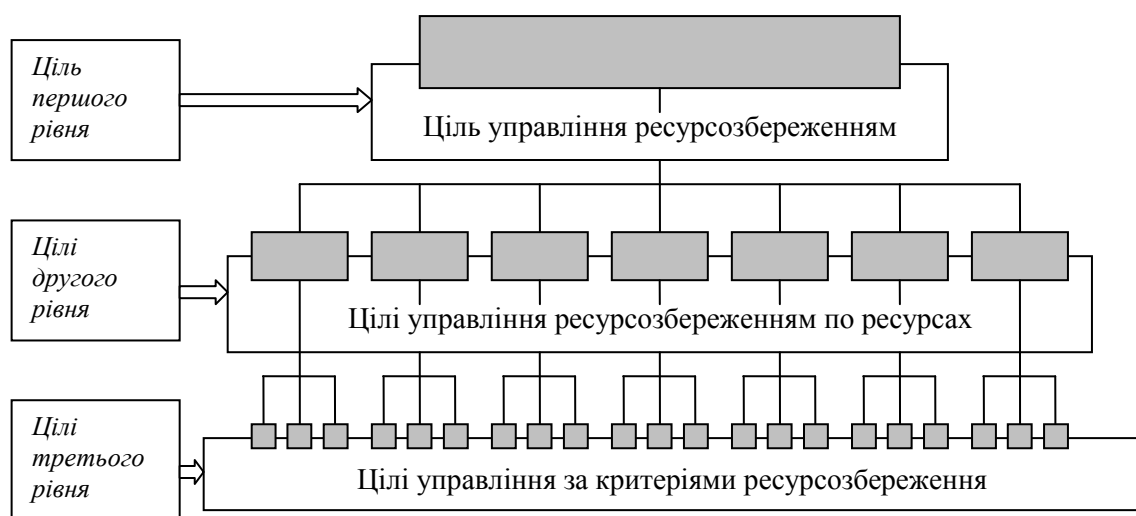 Ціль
першого
рівня
Ціль управління ресурсозбереженням
Цілі
другого
рівня
Цілі управління ресурсозбереженням по ресурсах
Цілі
третього
рівня
Цілі управління за критеріями ресурсозбереження